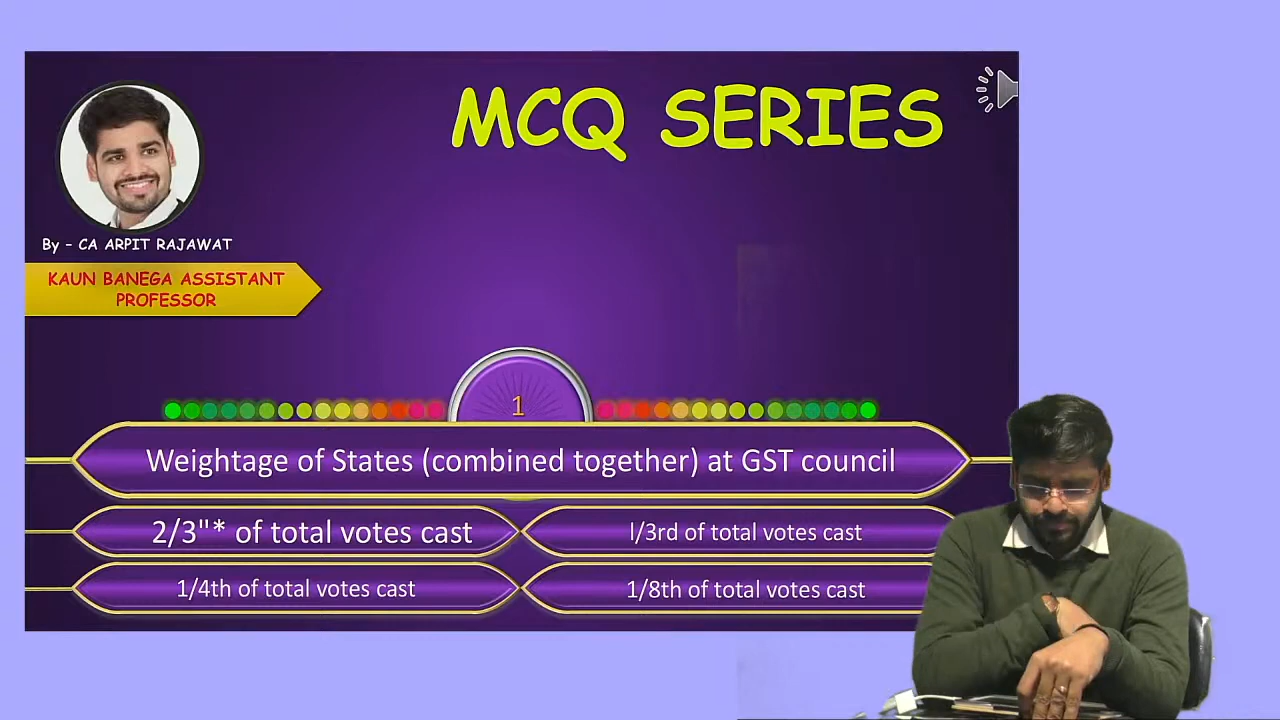 MCQ SERIES
By - CA ARPIT RAJAWAT
KAUN BANEGA ASSISTANT
PROFESSOR
1
Weightage of States (combined together) at GST council
2/3"* of total votes cast
l/3rd of total votes cast
1/4th of total votes cast
1/8th of total votes cast